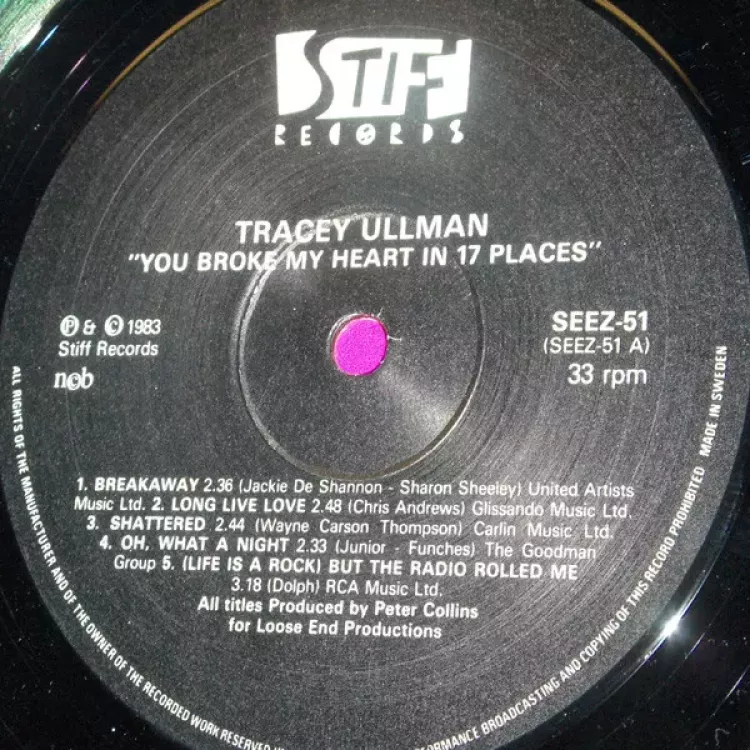 STIFF
RECORDS
TRACEY ULLMAN
"YOU BROKE MY HEART IN 17 PLACES"
Ⓟ & © 1983
Stiff Records
n©b
SEEZ-51
(SEEZ-51 A)
33 rpm
1. BREAKAWAY 2.36 (Jackie De Shannon - Sharon Sheeley) United Artists
Music Ltd. 2. LONG LIVE LOVE 2.48 (Chris Andrews) Glissando Music Ltd.
3. SHATTERED 2.44 (Wayne Carson Thompson) Carlin Music Ltd.
4. OH, WHAT A NIGHT 2.33 (Junior - Funches) The Goodman
Group 5. (LIFE IS A ROCK) BUT THE RADIO ROLLED ME
3.18 (Dolph) RCA Music Ltd.
All titles Produced by Peter Collins
for Loose End Productions
ALL RIGHTS OF THE MANUFACTURER AND OF THE OWNER OF THE RECORDED WORK RESERVED
PERFORMANCE BROADCASTING AND COPYING OF THIS RECORD PROHIBITED MADE IN SWEDEN